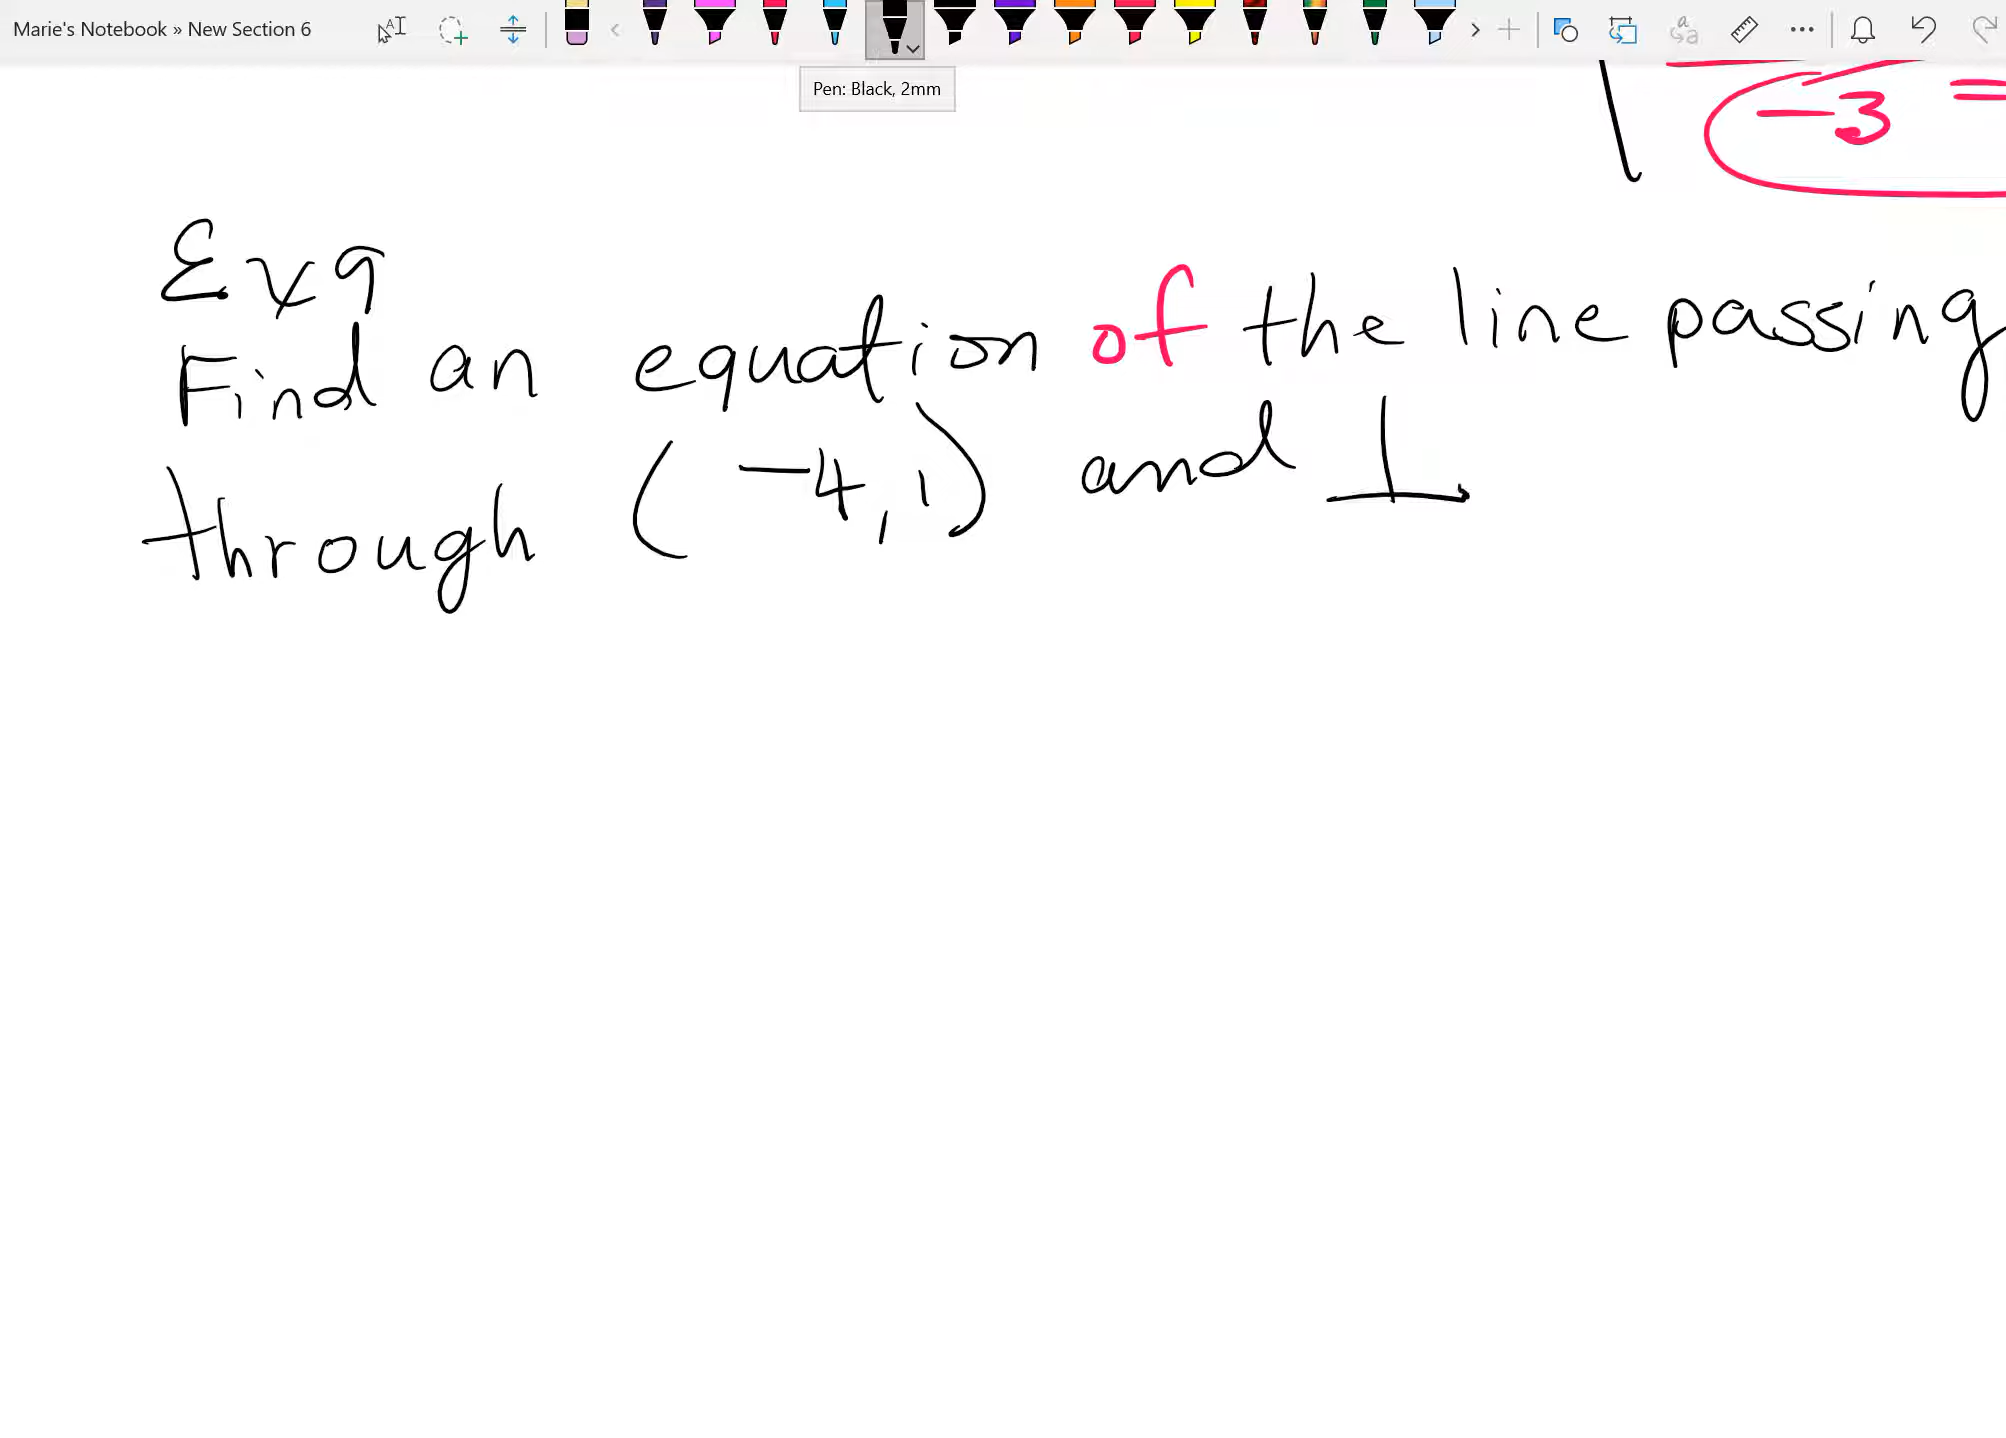 Marie's Notebook » New Section 6
Pen: Black, 2mm
-3 =
Ex 9
Find an equation of the line passing
through (-4, 1) and ⊥